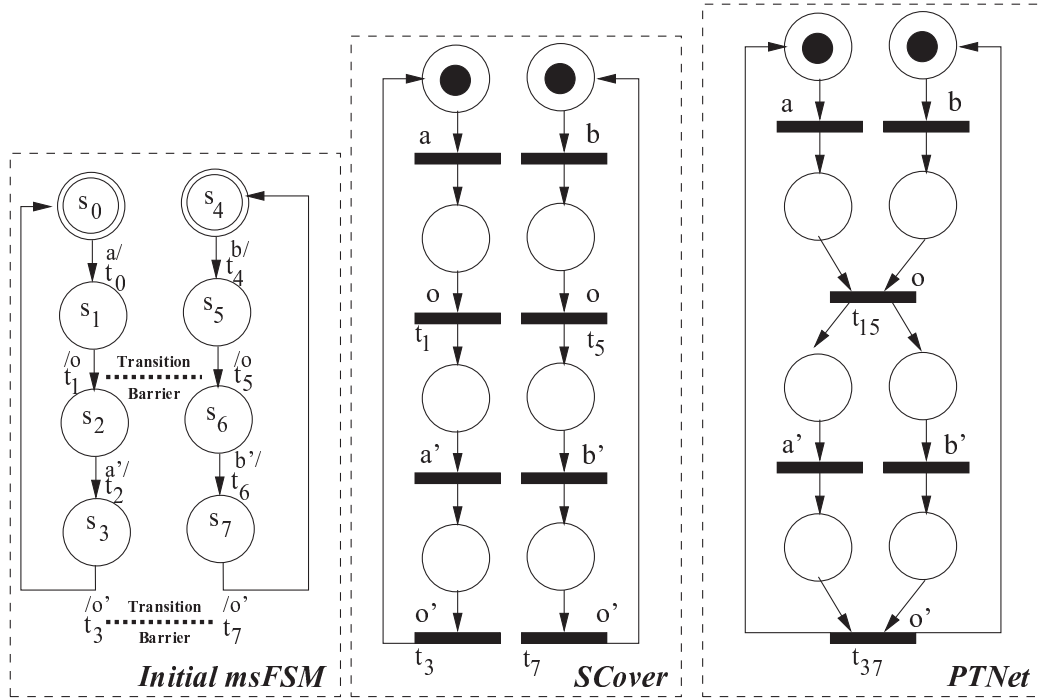 s0
s4
a/
t0
b/
t4
s1
s5
/o
t1
Transition
Barrier
/o
t5
s2
s6
a’/
t2
b’/
t6
s3
s7
/o’
t3
Transition
Barrier
/o’
t7
Initial msFSM
a
b
o
o
t1
t5
a’
b’
o’
o’
t3
t7
SCover
a
b
o
t15
a’
b’
o’
t37
PTNet